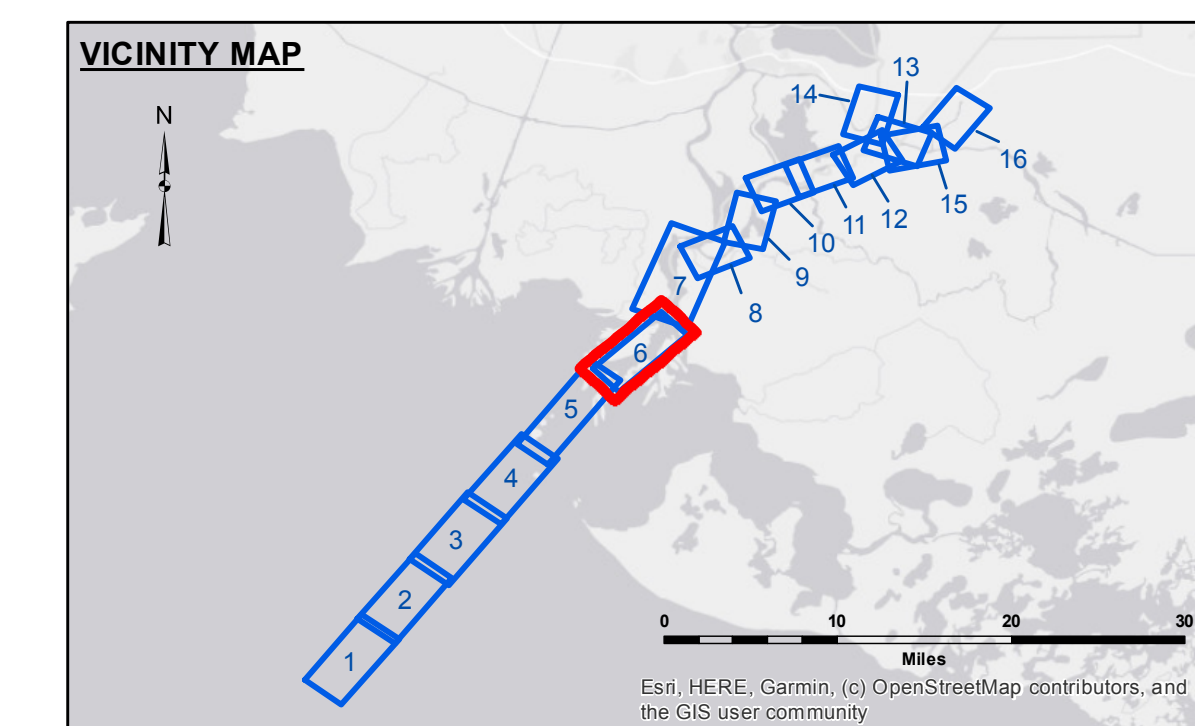 VICINITY MAP
N
13
14
16
15
12
11
10
9
8
7
6
5
4
3
2
1
0 10 20 30
Miles
Esri, HERE, Garmin, (c) OpenStreetMap contributors, and
the GIS user community